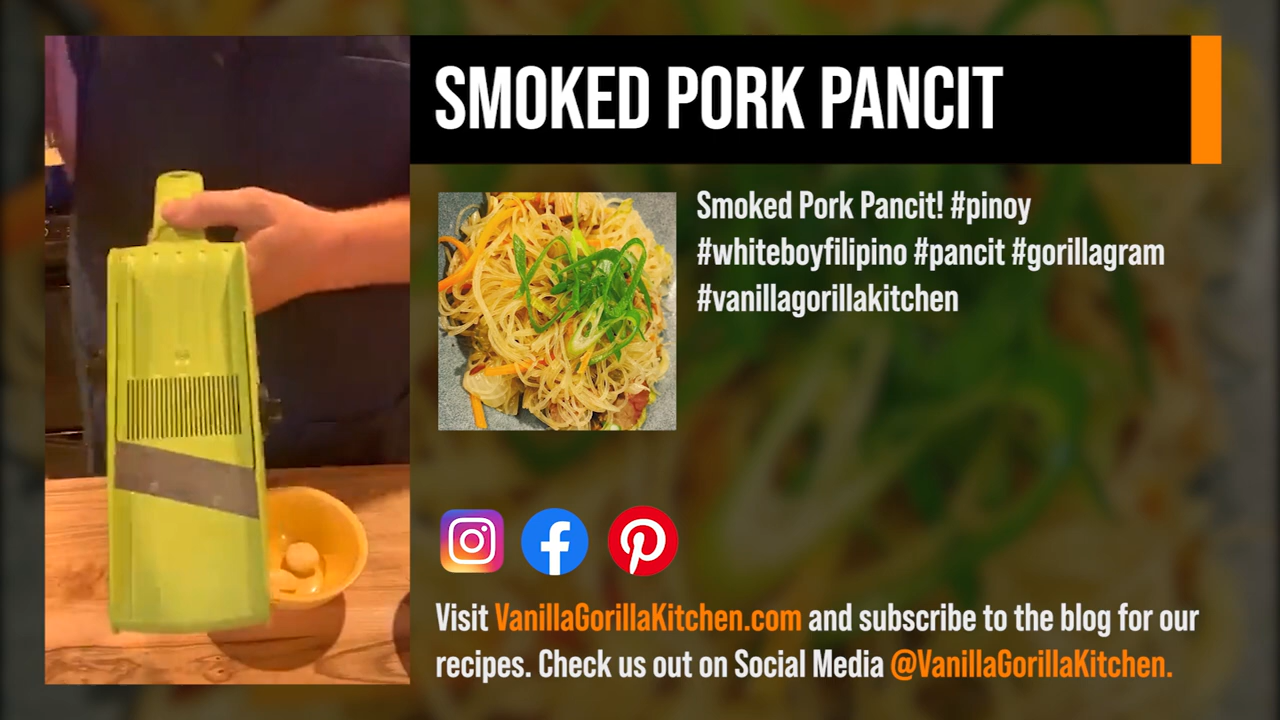 SMOKED PORK PANCIT
Smoked Pork Pancit! #pinoy
#whiteboyfilipino #pancit #gorillagram
#vanillagorillakitchen
Visit VanillaGorillaKitchen.com and subscribe to the blog for our
recipes. Check us out on Social Media @VanillaGorillaKitchen.